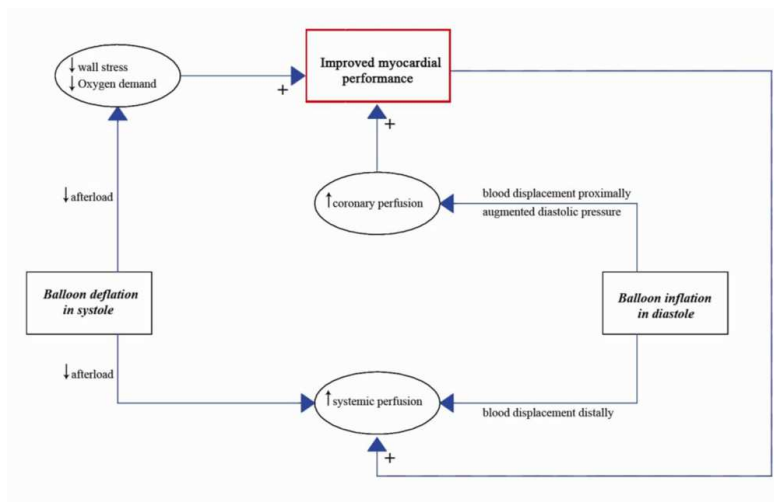 ↓ wall stress
↓ Oxygen demand
Improved myocardial
performance
+
+
↓ afterload
↑ coronary perfusion
blood displacement proximally
augmented diastolic pressure
Balloon deflation
in systole
Balloon inflation
in diastole
↓ afterload
↑ systemic perfusion
blood displacement distally
+